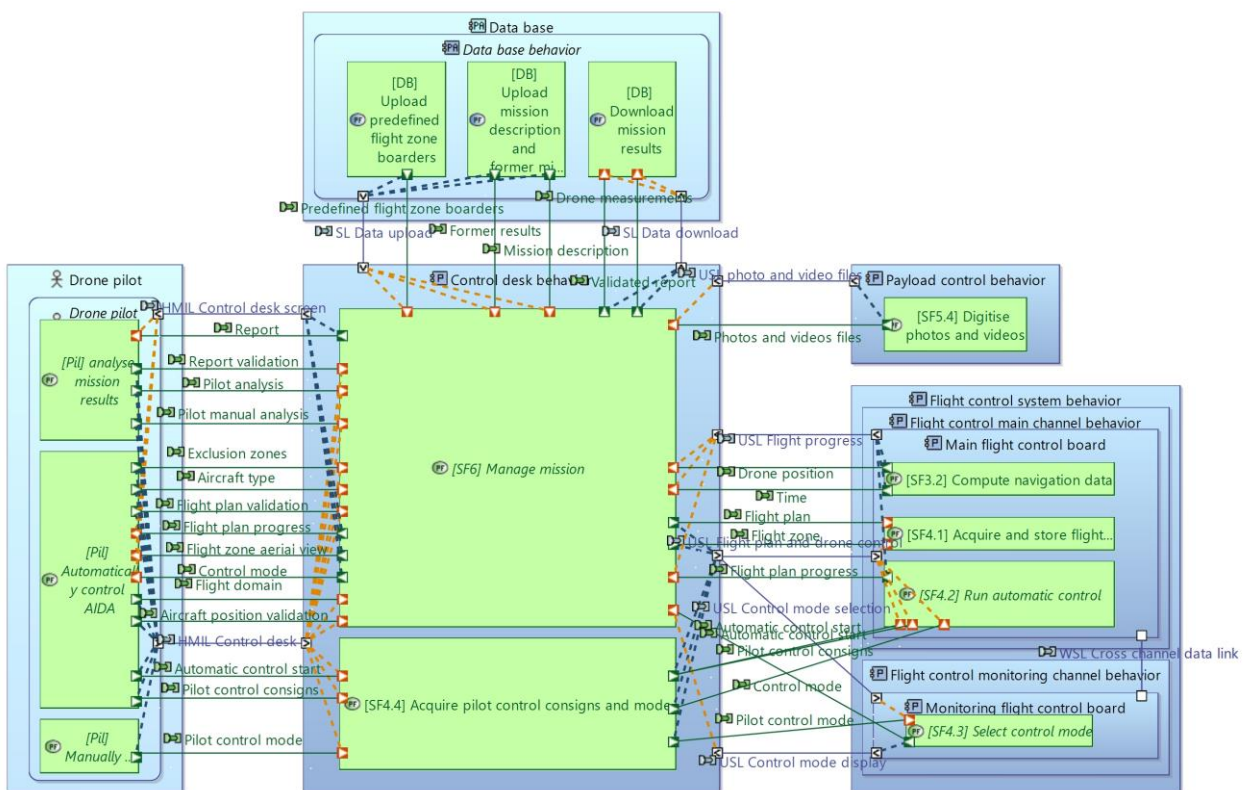 Data base
Data base behavior
[DB]
Upload
predefined
flight zone
boarders
[DB]
Upload
mission
description
and
former mi...
[DB]
Download
mission
results
Predefined flight zone boarders
Drone measurements
SL Data upload
Former results
SL Data download
Mission description
Drone pilot
Drone pilot
HMIL Control desk screen
Control desk behavior
Validated report
USL photo and video files
Payload control behavior
[SF5.4] Digitise
photos and videos
Photos and videos files
[Pil] analyse
mission
results
Report
Report validation
Pilot analysis
Pilot manual analysis
Exclusion zones
Aircraft type
Flight plan validation
Flight plan progress
Flight zone aerial view
Control mode
Flight domain
Aircraft position validation
HMIL Control desk
Automatic control start
Pilot control consigns
Pilot control mode
[Pil]
Automaticall
y control
AIDA
[Pil]
Manually ...
[SF6] Manage mission
[SF4.4] Acquire pilot control consigns and mode
USL Flight progress
Drone position
Time
Flight plan
Flight zone
USL Flight plan and drone control
Flight plan progress
USL Control mode selection
Automatic control start
Automatic control start
Pilot control consigns
Control mode
Pilot control mode
USL Control mode display
Flight control system behavior
Flight control main channel behavior
Main flight control board
[SF3.2] Compute navigation data
[SF4.1] Acquire and store flight...
[SF4.2] Run automatic control
WSL Cross channel data link
Flight control monitoring channel behavior
Monitoring flight control board
[SF4.3] Select control mode